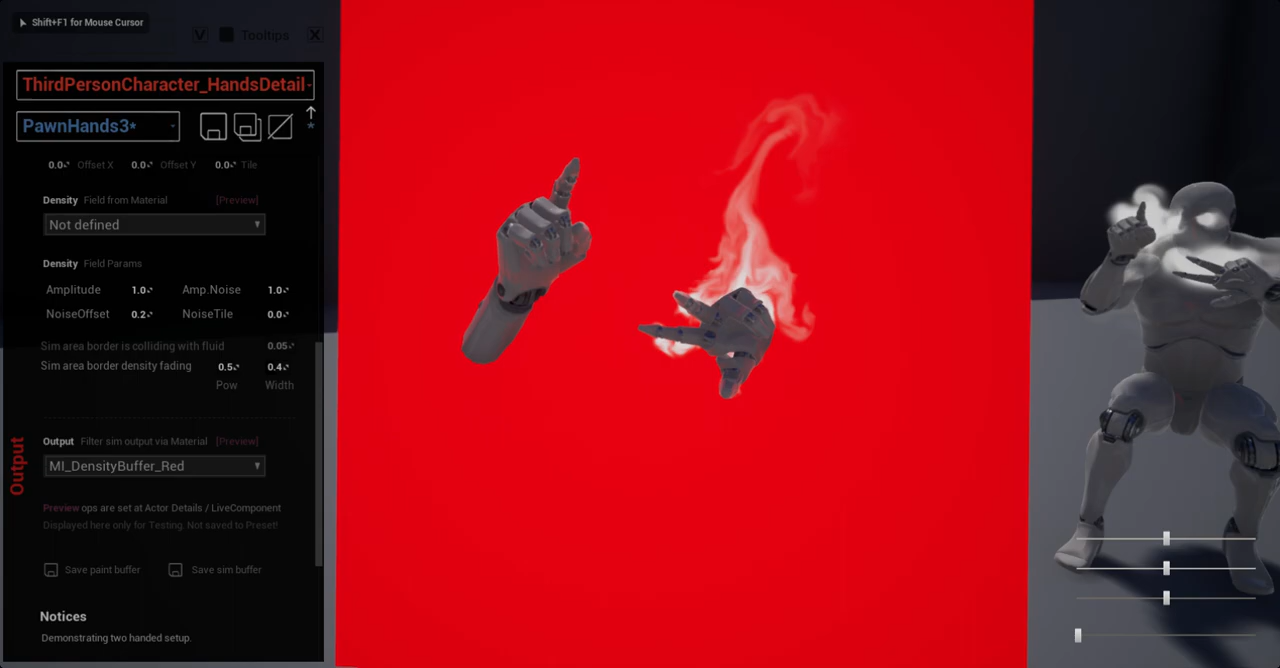 Shift+F1 for Mouse Cursor
V Tooltips X
ThirdPersonCharacter_HandsDetail
PawnHands3*
*
0.0 Offset X 0.0 Offset Y 0.0 Tile
Density Field from Material [Preview]
Not defined
Density Field Params
Amplitude 1.0 Amp.Noise 1.0
NoiseOffset 0.2 NoiseTile 0.0
Sim area border is colliding with fluid 0.05
Sim area border density fading 0.5 0.4
Pow Width
Output
Output Filter sim output via Material [Preview]
MI_DensityBuffer_Red
Preview ops are set at Actor Details / LiveComponent
Displayed here only for Testing. Not saved to Preset!
Save paint buffer Save sim buffer
Notices
Demonstrating two handed setup.